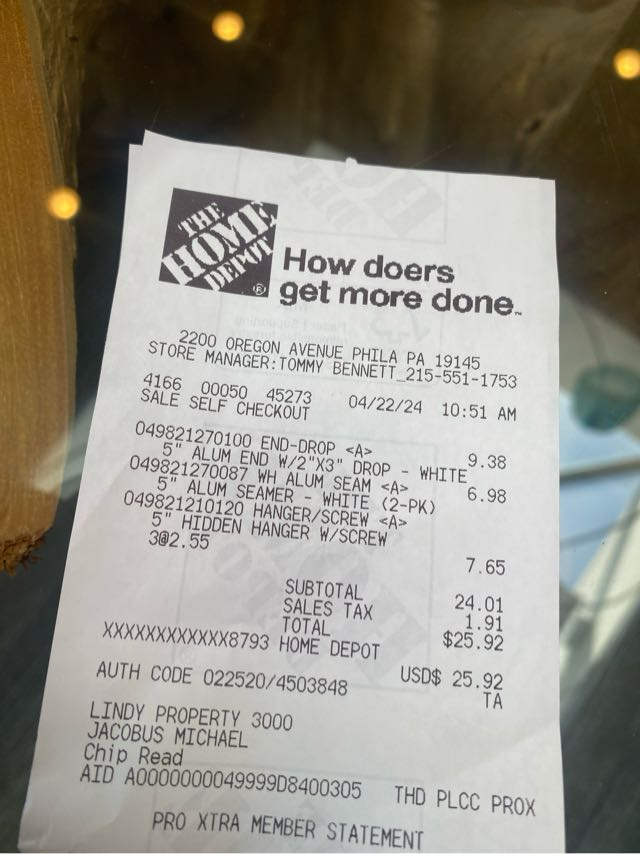 THE
HOME
DEPOT
®
How doers
get more done.™
2200 OREGON AVENUE PHILA PA 19145
STORE MANAGER:TOMMY BENNETT_215-551-1753
4166 00050 45273 04/22/24 10:51 AM
SALE SELF CHECKOUT
049821270100 END-DROP <A> 9.38
5" ALUM END W/2"X3" DROP - WHITE
049821270087 WH ALUM SEAM <A> 6.98
5" ALUM SEAMER - WHITE (2-PK)
049821210120 HANGER/SCREW <A>
5" HIDDEN HANGER W/SCREW
3@2.55 7.65
SUBTOTAL 24.01
SALES TAX 1.91
TOTAL $25.92
XXXXXXXXXXXX8793 HOME DEPOT
USD$ 25.92
AUTH CODE 022520/4503848 TA
LINDY PROPERTY 3000
JACOBUS MICHAEL
Chip Read
AID A0000000049999D8400305 THD PLCC PROX
PRO XTRA MEMBER STATEMENT